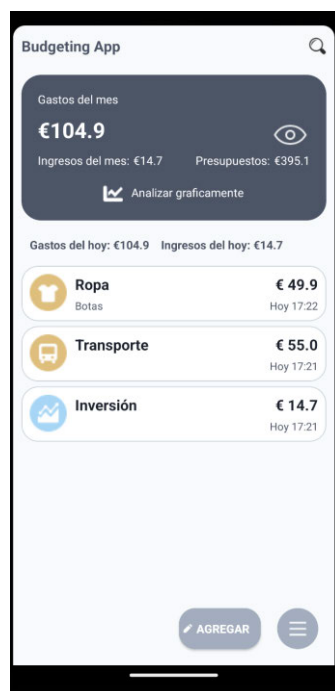 Budgeting App
Gastos del mes
€104.9
Ingresos del mes: €14.7 Presupuestos: €395.1
Analizar graficamente
Gastos del hoy: €104.9 Ingresos del hoy: €14.7
Ropa € 49.9
Botas Hoy 17:22
Transporte € 55.0
Hoy 17:21
Inversión € 14.7
Hoy 17:21
AGREGAR